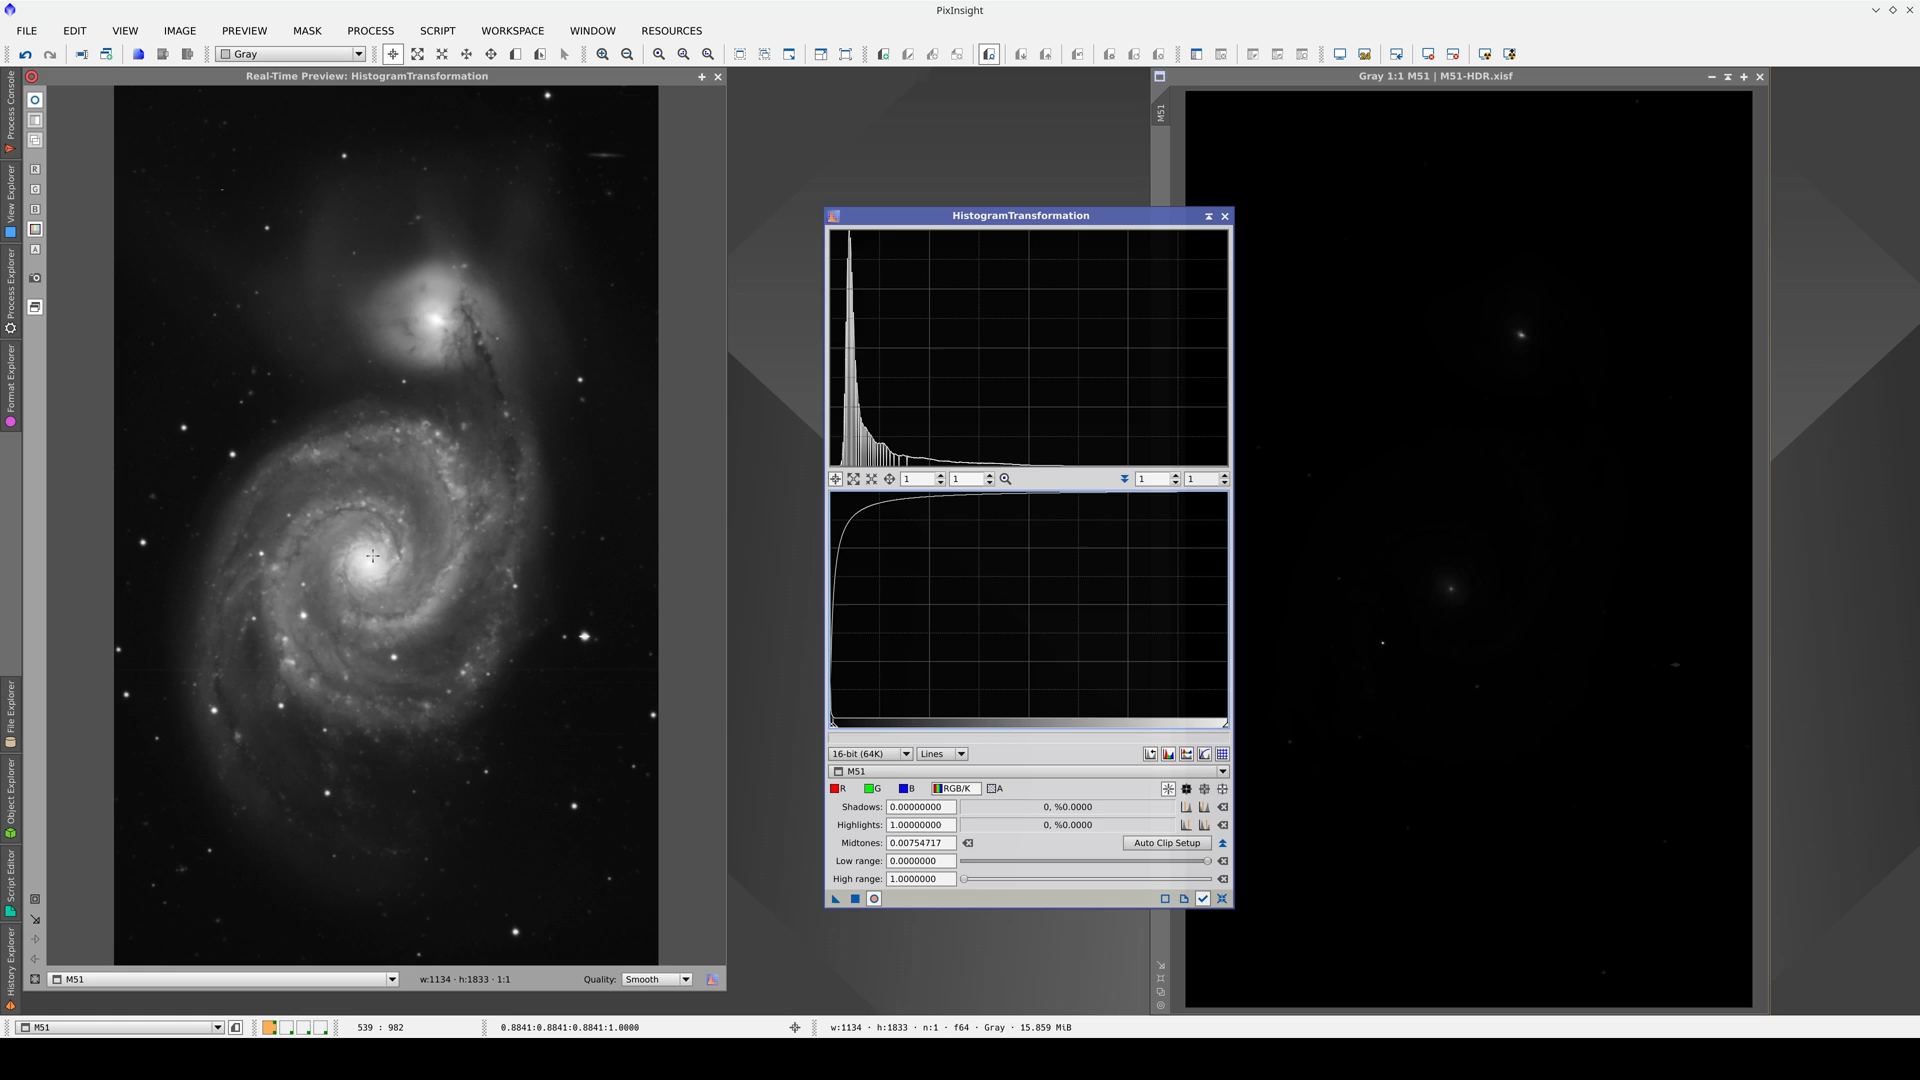 PixInsight
FILE EDIT VIEW IMAGE PREVIEW MASK PROCESS SCRIPT WORKSPACE WINDOW RESOURCES
Gray
Real-Time Preview: HistogramTransformation
Gray 1:1 M51 | M51-HDR.xisf
Process Console
View Explorer
Process Explorer
Format Explorer
File Explorer
Object Explorer
Script Editor
History Explorer
R
G
B
A
M51
HistogramTransformation
1 1 1 1
16-bit (64K) Lines
M51
R G B RGB/K A
Shadows: 0.00000000 0, %0.0000
Highlights: 1.00000000 0, %0.0000
Midtones: 0.00754717 Auto Clip Setup
Low range: 0.0000000
High range: 1.0000000
M51 w:1134 · h:1833 · 1:1 Quality: Smooth
M51 539 : 982 0.8841:0.8841:0.8841:1.0000 w:1134 · h:1833 · n:1 · f64 · Gray · 15.859 MiB